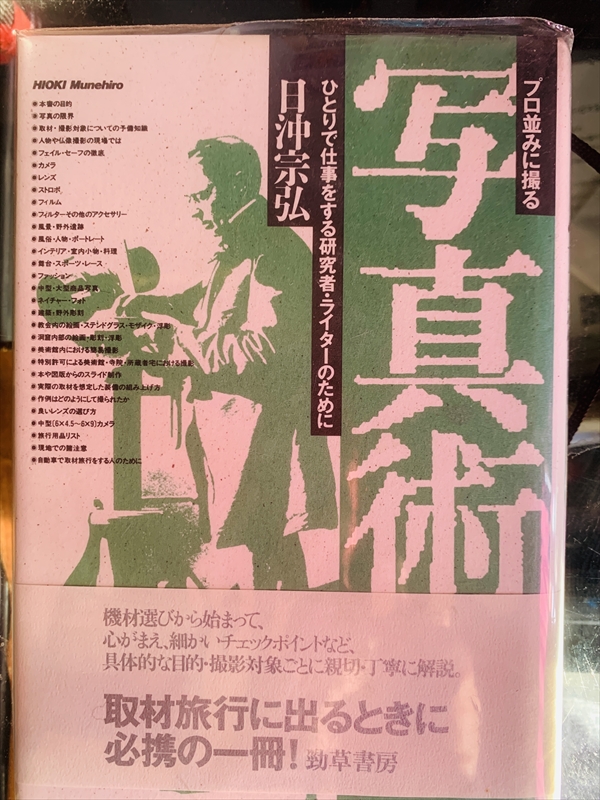 プロ並みに撮る
写真術
ひとりで仕事をする研究者・ライターのために
日沖宗弘
HIOKI Munehiro
●本書の目的
●写真の限界
●取材・撮影対象についての予備知識
●人物や仏像撮影の現場では
●フェイル・セーフの徹底
●カメラ
●レンズ
●ストロボ
●フィルム
●フィルターその他のアクセサリー
●風景・野外遺跡
●風俗・人物・ポートレート
●インテリア・室内小物・料理
●舞台・スポーツ・レース
●ファッション
●中型・大型商品写真
●ネイチャー・フォト
●建築・野外彫刻
●教会内の絵画・ステンドグラス・モザイク・浮彫
●洞窟内部の絵画・彫刻・浮彫
●美術館内における簡易撮影
●特別許可による美術館・寺院・所蔵者宅における撮影
●本や図版からのスライド制作
●実際の取材を想定した装備の組み上げ方
●作例はどのようにして撮られたか
●良いレンズの選び方
●中型〔6×4.5〜6×9〕カメラ
●旅行用品リスト
●現地での諸注意
●自動車で取材旅行をする人のために
機材選びから始まって、
心がまえ、細かいチェックポイントなど、
具体的な目的・撮影対象ごとに親切・丁寧に解説。
取材旅行に出るときに
必携の一冊! 勁草書房